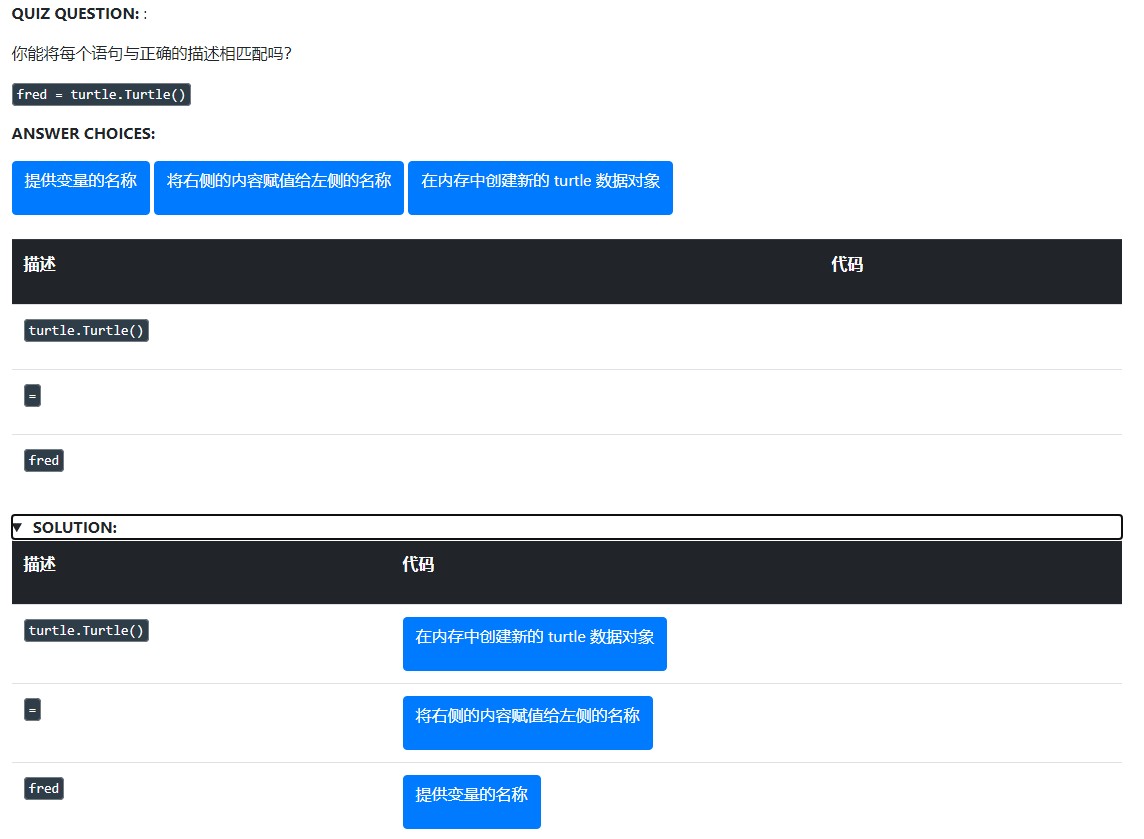 QUIZ QUESTION: :
你能将每个语句与正确的描述相匹配吗？
fred = turtle.Turtle()
ANSWER CHOICES:
提供变量的名称 将右侧的内容赋值给左侧的名称 在内存中创建新的 turtle 数据对象
描述 代码
turtle.Turtle()
=
fred
▼ SOLUTION:
描述 代码
turtle.Turtle() 在内存中创建新的 turtle 数据对象
= 将右侧的内容赋值给左侧的名称
fred 提供变量的名称